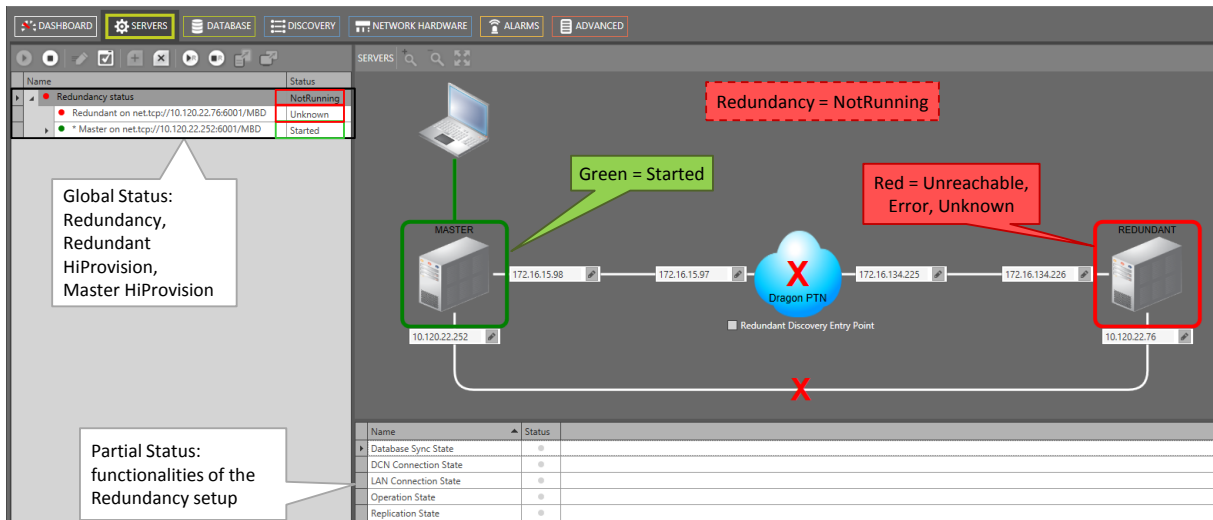 DASHBOARD SERVERS DATABASE DISCOVERY NETWORK HARDWARE ALARMS ADVANCED
SERVERS
Name Status
Redundancy status NotRunning
Redundant on net.tcp://10.120.22.76:6001/MBD Unknown
* Master on net.tcp://10.120.22.252:6001/MBD Started
Global Status:
Redundancy,
Redundant
HiProvision,
Master HiProvision
Redundancy = NotRunning
Green = Started
Red = Unreachable,
Error, Unknown
MASTER
REDUNDANT
172.16.15.98
172.16.15.97
X
Dragon PTN
172.16.134.225
172.16.134.226
Redundant Discovery Entry Point
10.120.22.252
10.120.22.76
X
Partial Status:
functionalities of the
Redundancy setup
Name Status
Database Sync State
DCN Connection State
LAN Connection State
Operation State
Replication State